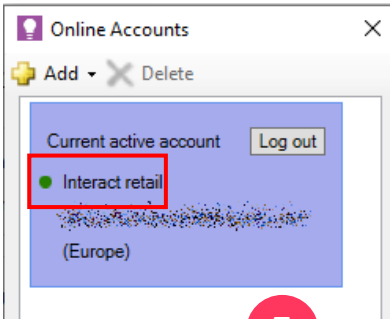 Online Accounts
Add Delete
Current active account Log out
Interact retail
(Europe)